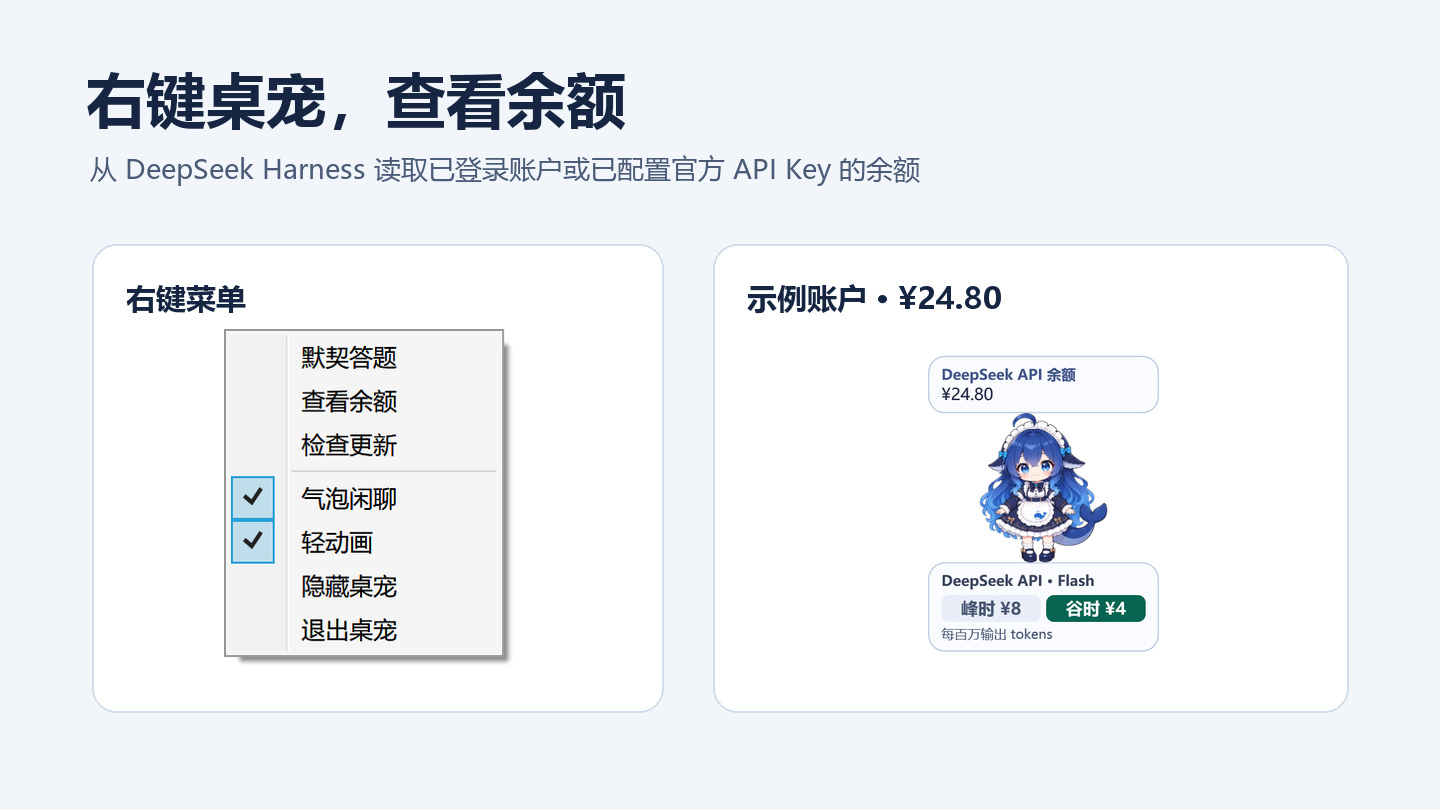 右键桌宠，查看余额
从 DeepSeek Harness 读取已登录账户或已配置官方 API Key 的余额
右键菜单
默契答题
查看余额
检查更新
气泡闲聊
轻动画
隐藏桌宠
退出桌宠
示例账户 • ¥24.80
DeepSeek API 余额
¥24.80
DeepSeek API • Flash
峰时 ¥8
谷时 ¥4
每百万输出 tokens